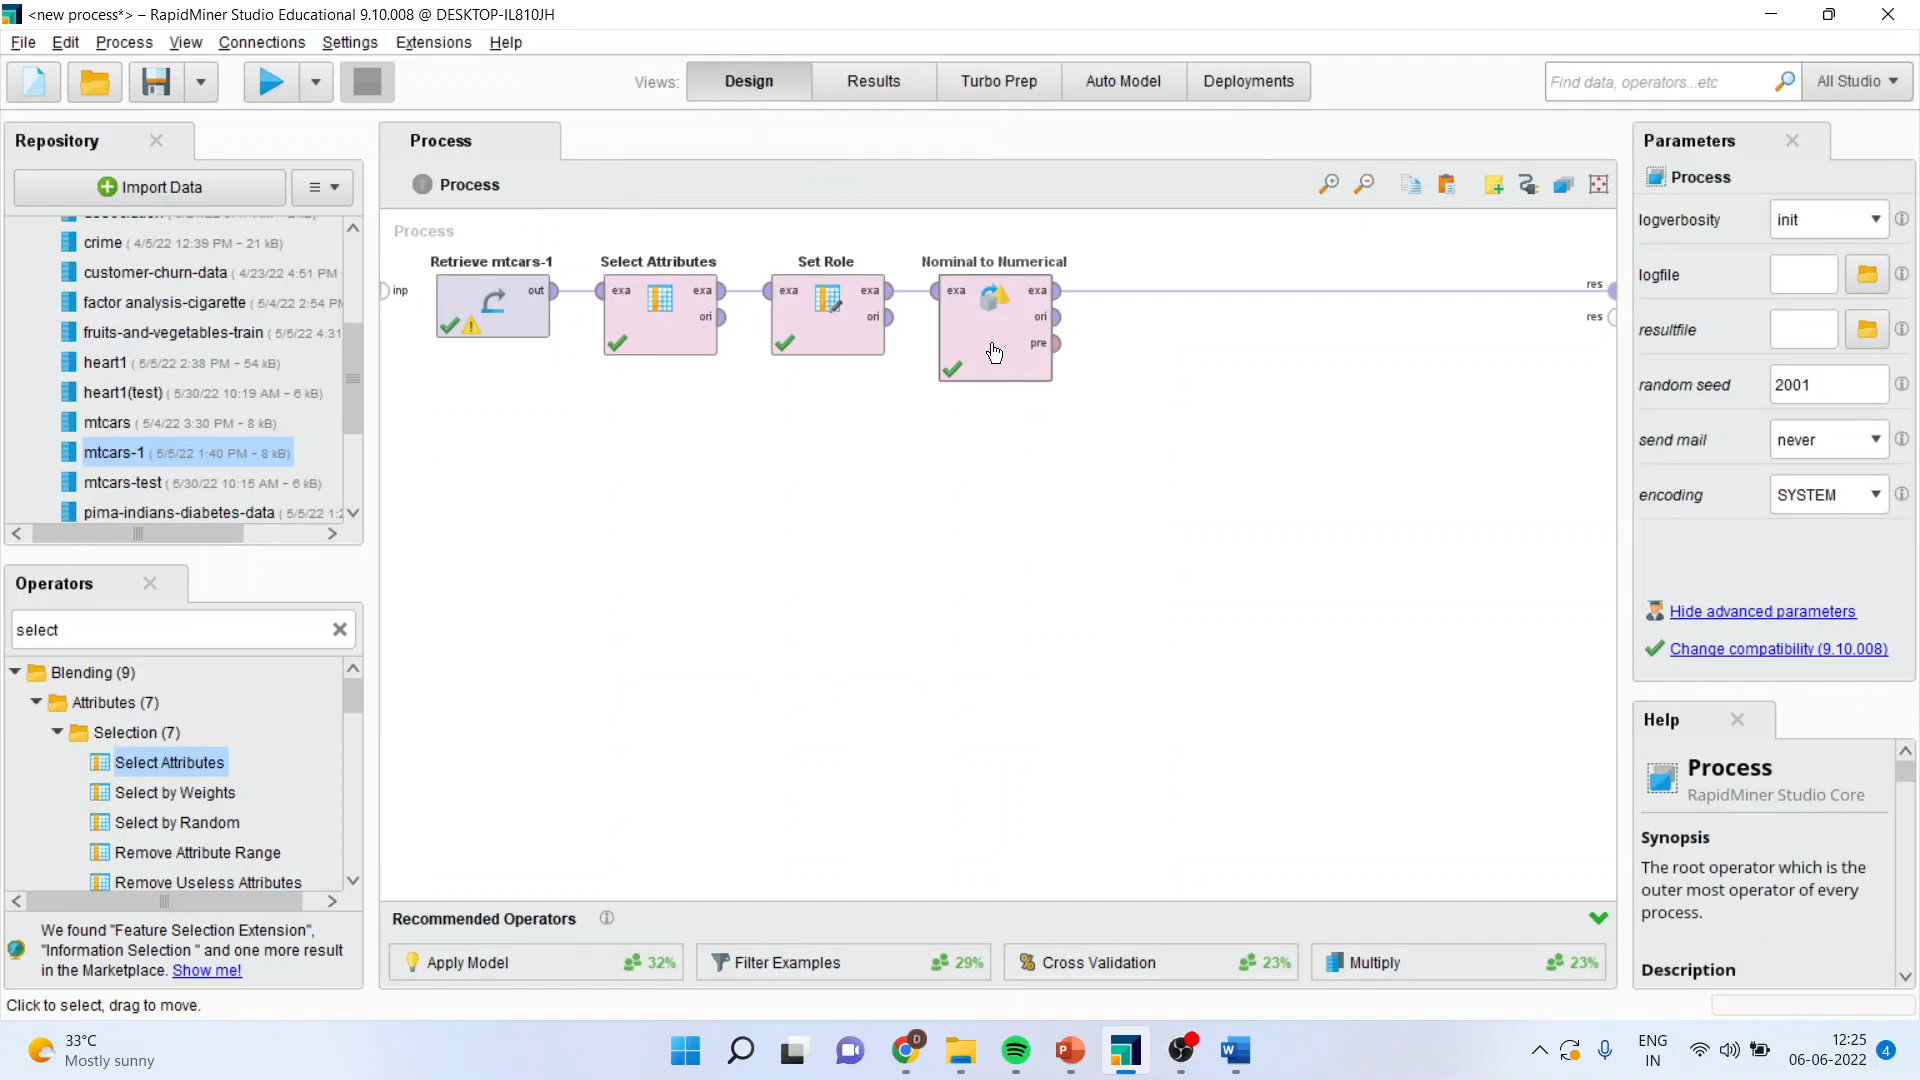 <new process*> – RapidMiner Studio Educational 9.10.008 @ DESKTOP-IL810JH
File Edit Process View Connections Settings Extensions Help
Views: Design Results Turbo Prep Auto Model Deployments
Find data, operators...etc All Studio
Repository
Import Data
crime ( 4/5/22 12:39 PM – 21 kB)
customer-churn-data ( 4/23/22 4:51 PM
factor analysis-cigarette ( 5/4/22 2:54 PM
fruits-and-vegetables-train ( 5/5/22 4:31
heart1 ( 5/5/22 2:38 PM – 54 kB)
heart1(test) ( 5/30/22 10:19 AM – 6 kB)
mtcars ( 5/4/22 3:30 PM – 8 kB)
mtcars-1 ( 5/5/22 1:40 PM – 8 kB)
mtcars-test ( 5/30/22 10:15 AM – 6 kB)
pima-indians-diabetes-data ( 5/5/22 1:2
Operators
select
Blending (9)
Attributes (7)
Selection (7)
Select Attributes
Select by Weights
Select by Random
Remove Attribute Range
Remove Useless Attributes
We found "Feature Selection Extension",
"Information Selection " and one more result
in the Marketplace. Show me!
Click to select, drag to move.
Process
Process
Process
Retrieve mtcars-1 Select Attributes Set Role Nominal to Numerical
inp out exa exa exa exa exa exa res
ori ori ori res
pre
Recommended Operators
Apply Model 32% Filter Examples 29% Cross Validation 23% Multiply 23%
Parameters
Process
logverbosity init
logfile
resultfile
random seed 2001
send mail never
encoding SYSTEM
Hide advanced parameters
Change compatibility (9.10.008)
Help
Process
RapidMiner Studio Core
Synopsis
The root operator which is the
outer most operator of every
process.
Description
33°C
Mostly sunny
D
ENG
IN
12:25
06-06-2022
4